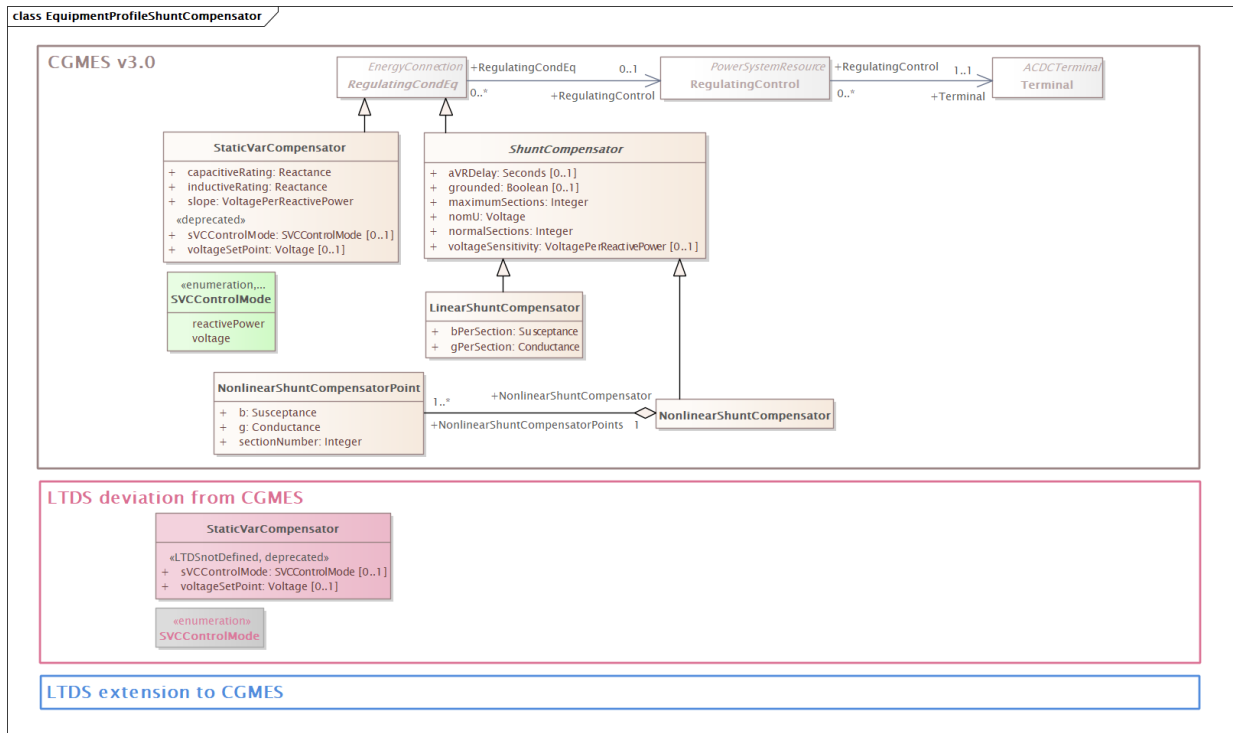 class EquipmentProfileShuntCompensator
CGMES v3.0
EnergyConnection
RegulatingCondEq
+RegulatingCondEq
0..1
0..*
+RegulatingControl
PowerSystemResource
RegulatingControl
+RegulatingControl
1..1
0..*
+Terminal
ACDCTerminal
Terminal
StaticVarCompensator
+ capacitiveRating: Reactance
+ inductiveRating: Reactance
+ slope: VoltagePerReactivePower
«deprecated»
+ sVCControlMode: SVCControlMode [0..1]
+ voltageSetPoint: Voltage [0..1]
ShuntCompensator
+ aVRDelay: Seconds [0..1]
+ grounded: Boolean [0..1]
+ maximumSections: Integer
+ nomU: Voltage
+ normalSections: Integer
+ voltageSensitivity: VoltagePerReactivePower [0..1]
«enumeration,...
SVCControlMode
reactivePower
voltage
LinearShuntCompensator
+ bPerSection: Susceptance
+ gPerSection: Conductance
NonlinearShuntCompensatorPoint
+ b: Susceptance
+ g: Conductance
+ sectionNumber: Integer
1..*
+NonlinearShuntCompensator
+NonlinearShuntCompensatorPoints
1
NonlinearShuntCompensator
LTDS deviation from CGMES
StaticVarCompensator
«LTDSnotDefined, deprecated»
+ sVCControlMode: SVCControlMode [0..1]
+ voltageSetPoint: Voltage [0..1]
«enumeration»
SVCControlMode
LTDS extension to CGMES